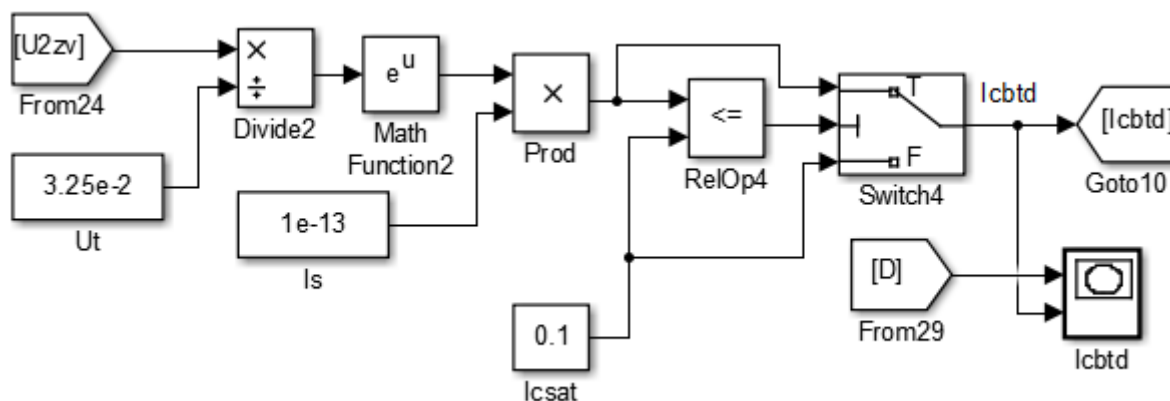 [U2zv]
From24
×
÷
Divide2
e^u
Math
Function2
×
Prod
<=
RelOp4
T
F
Switch4
Icbtd
[Icbtd]
Goto10
3.25e-2
Ut
1e-13
Is
0.1
Icsat
[D]
From29
Icbtd